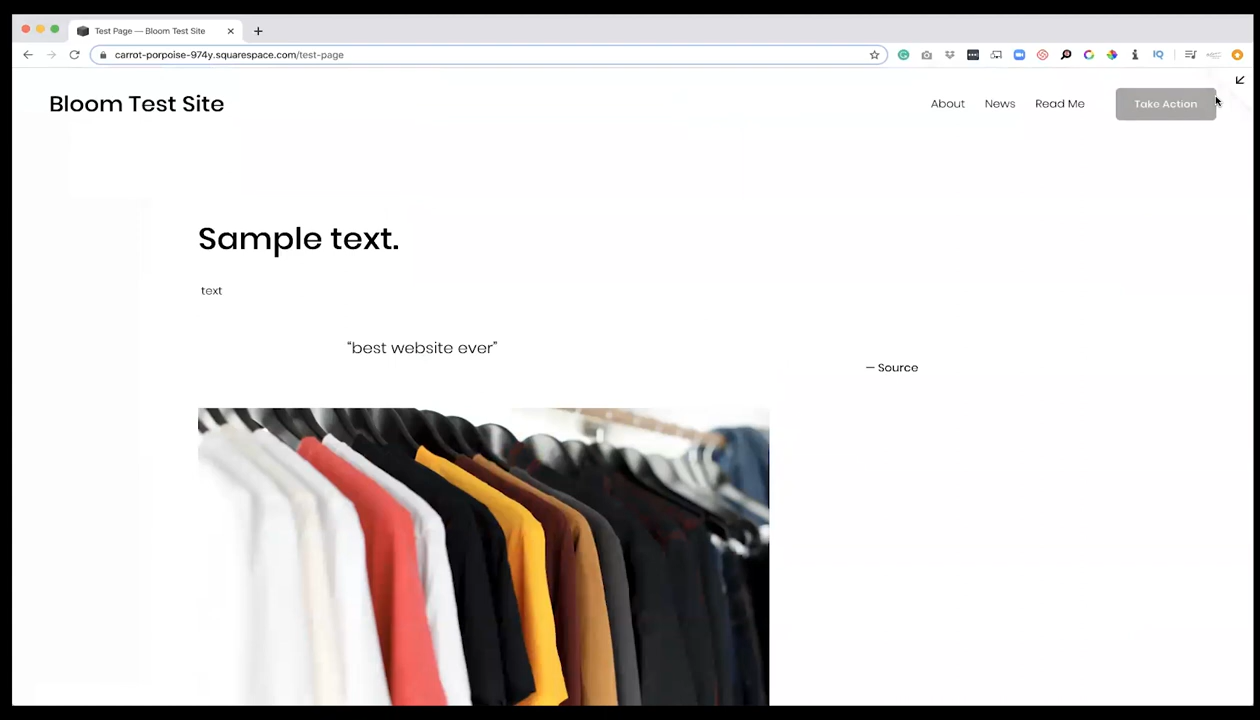 Test Page — Bloom Test Site
carrot-porpoise-974y.squarespace.com/test-page
IQ
Bloom Test Site
About News Read Me Take Action
Sample text.
text
“best website ever”
— Source